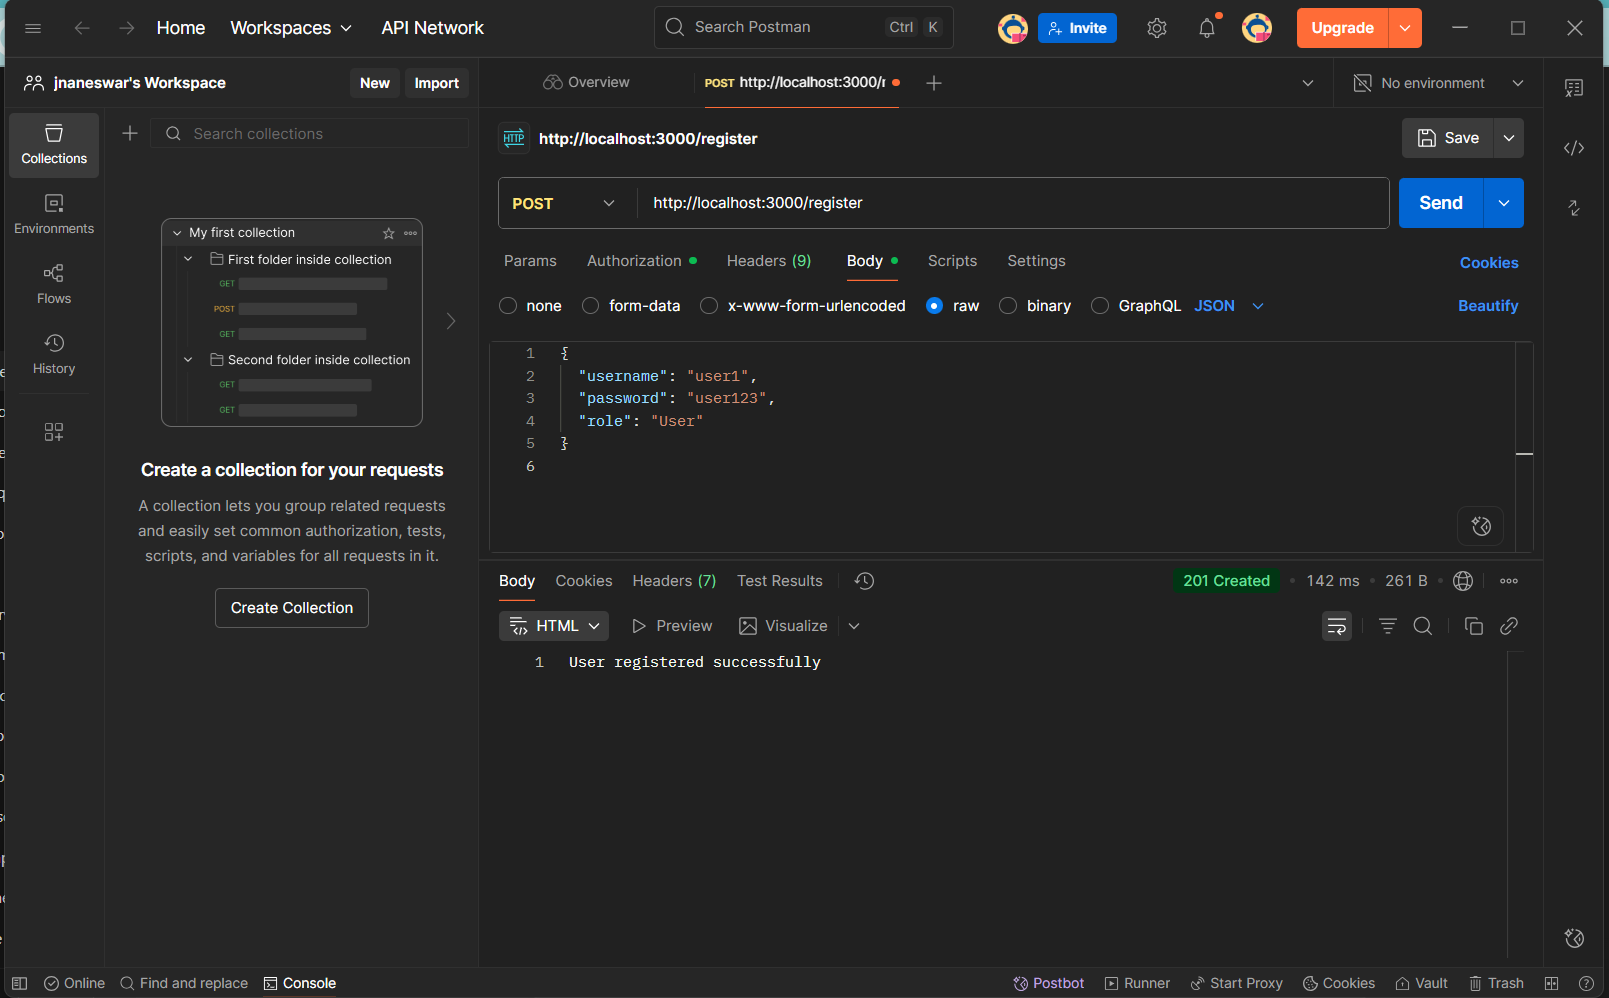 Home Workspaces API Network Search Postman Ctrl K Invite Upgrade
jnaneswar's Workspace New Import Overview POST http://localhost:3000/r No environment
Collections
Environments
Flows
History
Search collections
My first collection
First folder inside collection
GET
POST
GET
Second folder inside collection
GET
GET
Create a collection for your requests
A collection lets you group related requests
and easily set common authorization, tests,
scripts, and variables for all requests in it.
Create Collection
HTTP http://localhost:3000/register Save
POST http://localhost:3000/register Send
Params Authorization Headers (9) Body Scripts Settings Cookies
none form-data x-www-form-urlencoded raw binary GraphQL JSON Beautify
1 {
2 "username": "user1",
3 "password": "user123",
4 "role": "User"
5 }
6
Body Cookies Headers (7) Test Results 201 Created 142 ms 261 B
HTML Preview Visualize
1 User registered successfully
Online Find and replace Console Postbot Runner Start Proxy Cookies Vault Trash